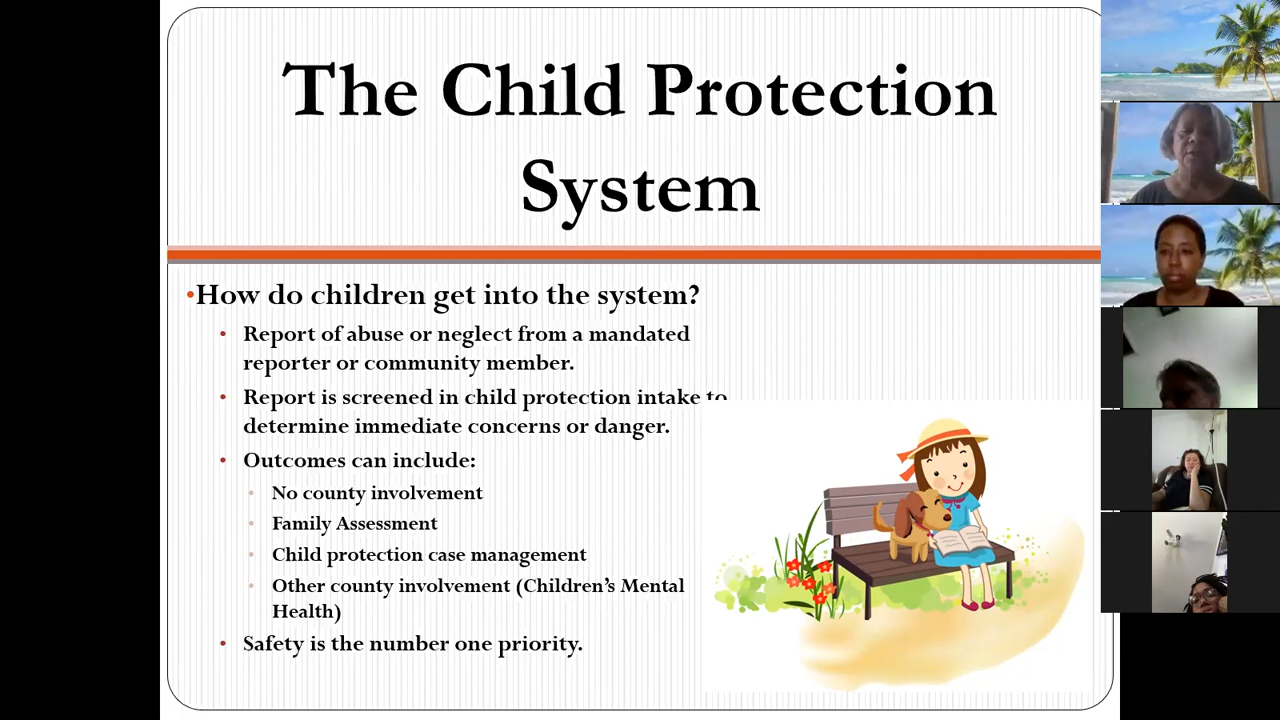 The Child Protection
System
•How do children get into the system?
• Report of abuse or neglect from a mandated
reporter or community member.
• Report is screened in child protection intake to
determine immediate concerns or danger.
• Outcomes can include:
• No county involvement
• Family Assessment
• Child protection case management
• Other county involvement (Children’s Mental
Health)
• Safety is the number one priority.